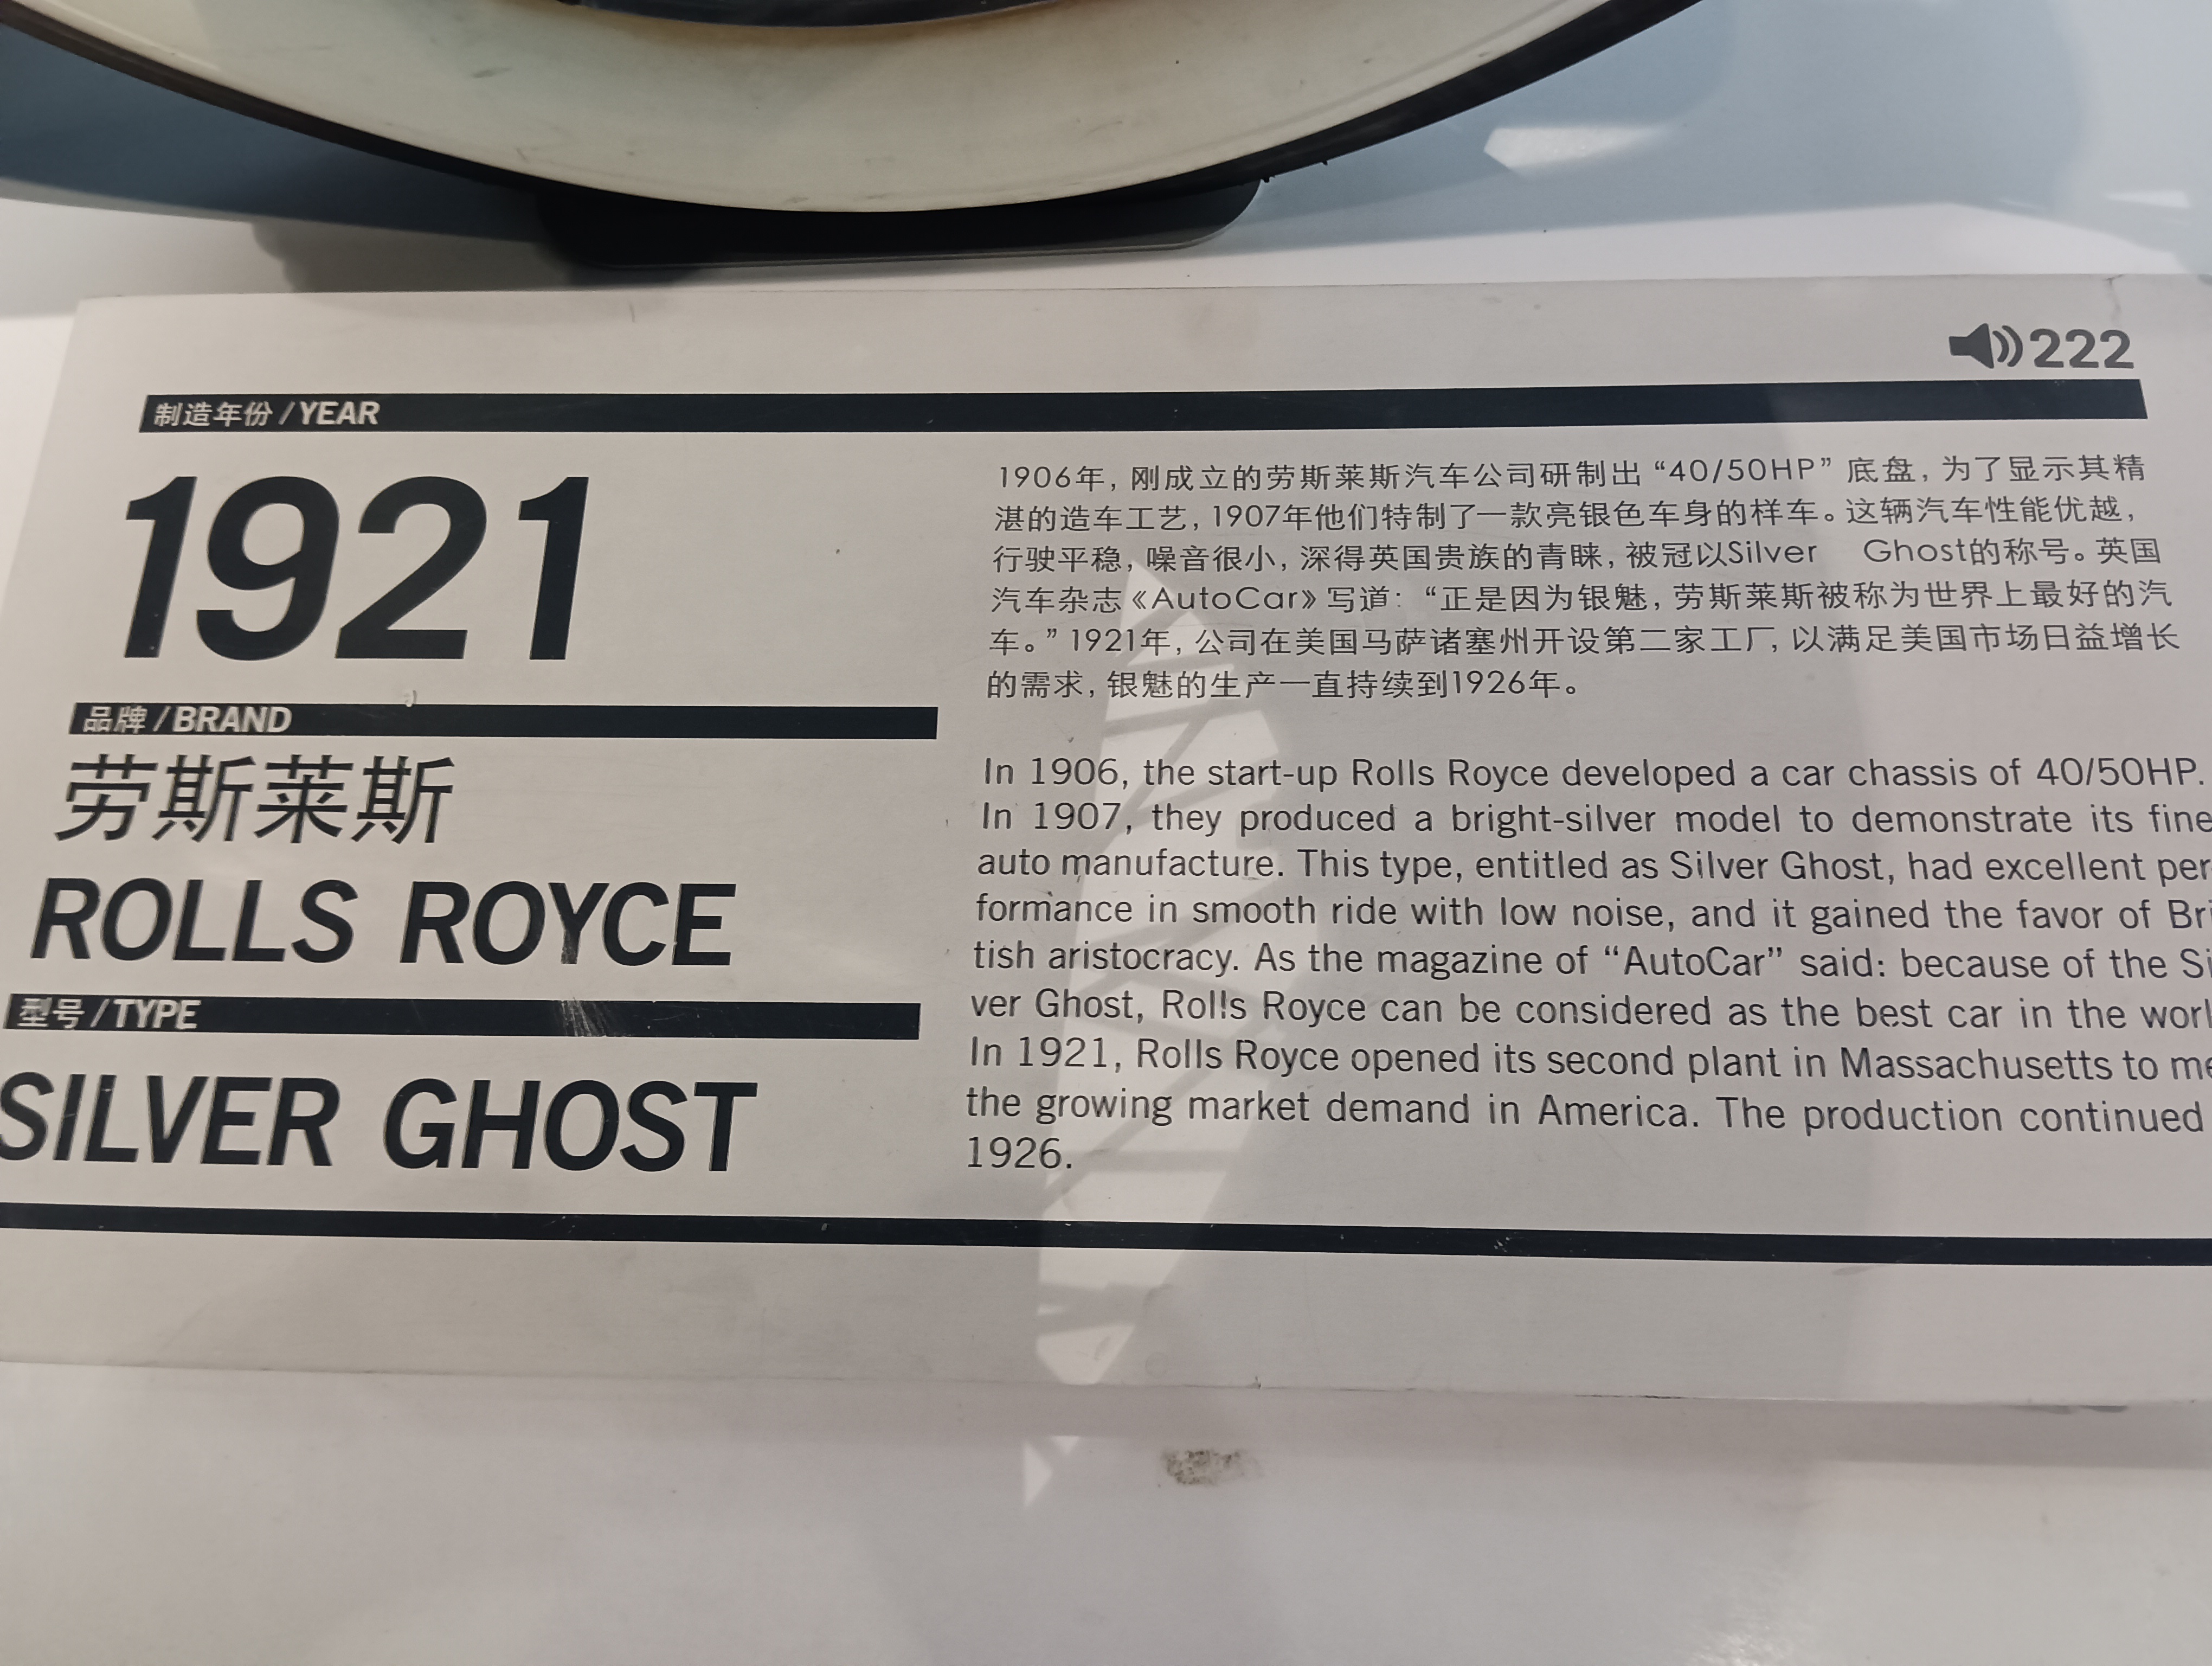 222
制造年份 / YEAR
1921
品牌 / BRAND
劳斯莱斯
ROLLS ROYCE
型号 / TYPE
SILVER GHOST
1906年, 刚成立的劳斯莱斯汽车公司研制出“40/50HP”底盘, 为了显示其精
湛的造车工艺, 1907年他们特制了一款亮银色车身的样车。这辆汽车性能优越,
行驶平稳, 噪音很小, 深得英国贵族的青睐, 被冠以Silver Ghost的称号。英国
汽车杂志《AutoCar》写道: “正是因为银魅, 劳斯莱斯被称为世界上最好的汽
车。” 1921年, 公司在美国马萨诸塞州开设第二家工厂, 以满足美国市场日益增长
的需求, 银魅的生产一直持续到1926年。
In 1906, the start-up Rolls Royce developed a car chassis of 40/50HP.
In 1907, they produced a bright-silver model to demonstrate its fine
auto manufacture. This type, entitled as Silver Ghost, had excellent per
formance in smooth ride with low noise, and it gained the favor of Bri
tish aristocracy. As the magazine of “AutoCar” said: because of the Si
ver Ghost, Rolls Royce can be considered as the best car in the worl
In 1921, Rolls Royce opened its second plant in Massachusetts to me
the growing market demand in America. The production continued
1926.